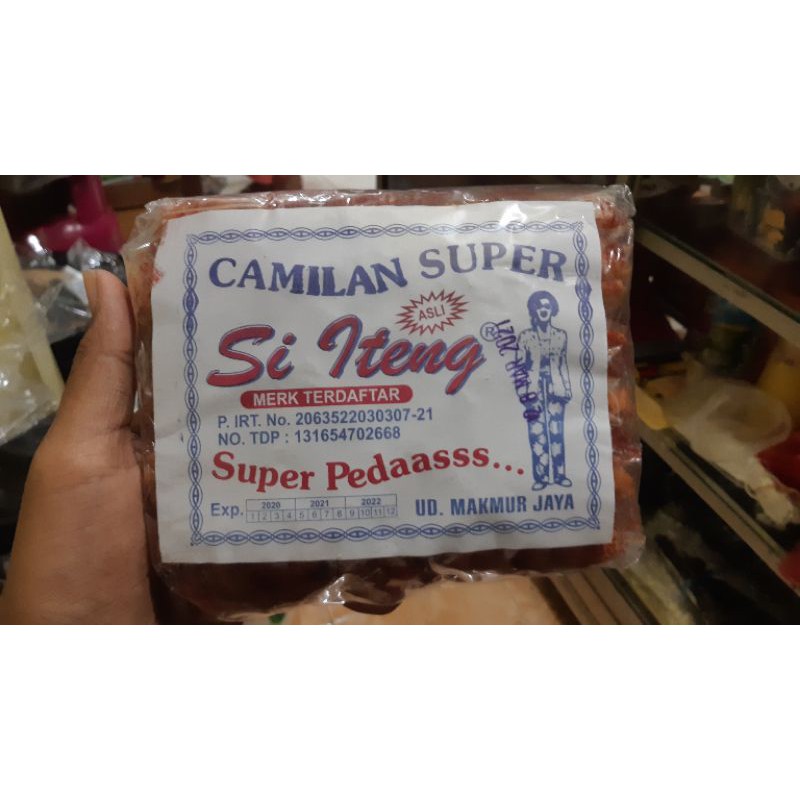 CAMILAN SUPER
ASLI
Si Iteng ®
MERK TERDAFTAR
P. IRT. No. 2063522030307-21
NO. TDP : 131654702668
Super Pedaasss...
Exp. 2020 2021 2022
1 2 3 4 5 6 7 8 9 10 11 12
UD. MAKMUR JAYA